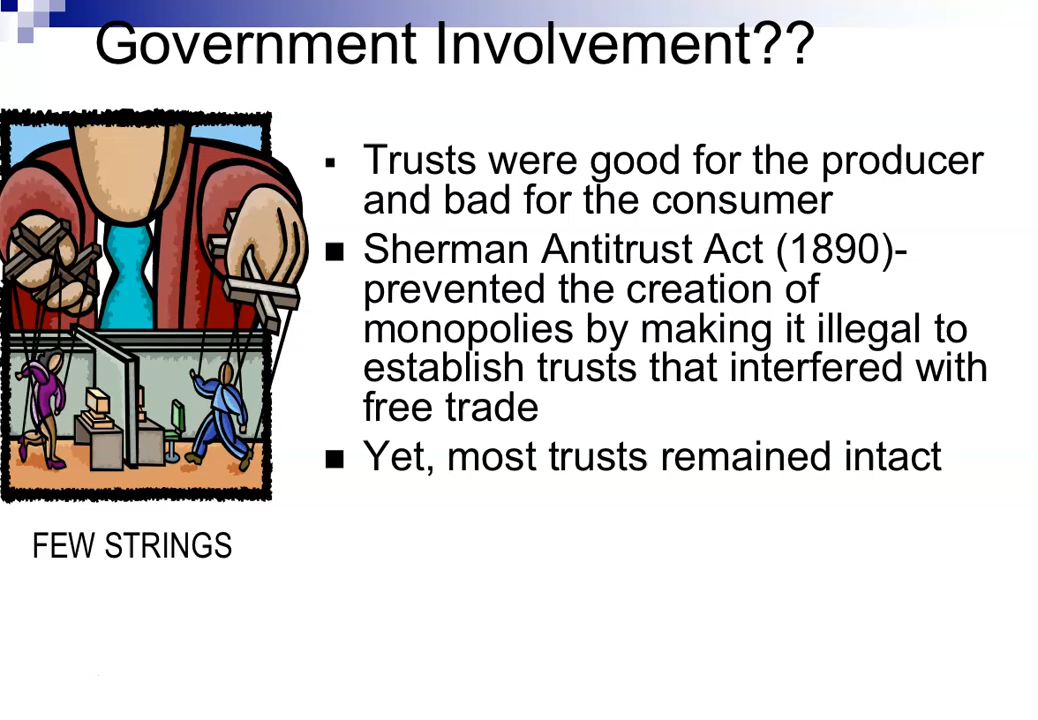 Government Involvement??
Trusts were good for the producer
and bad for the consumer
Sherman Antitrust Act (1890)-
prevented the creation of
monopolies by making it illegal to
establish trusts that interfered with
free trade
Yet, most trusts remained intact
FEW STRINGS